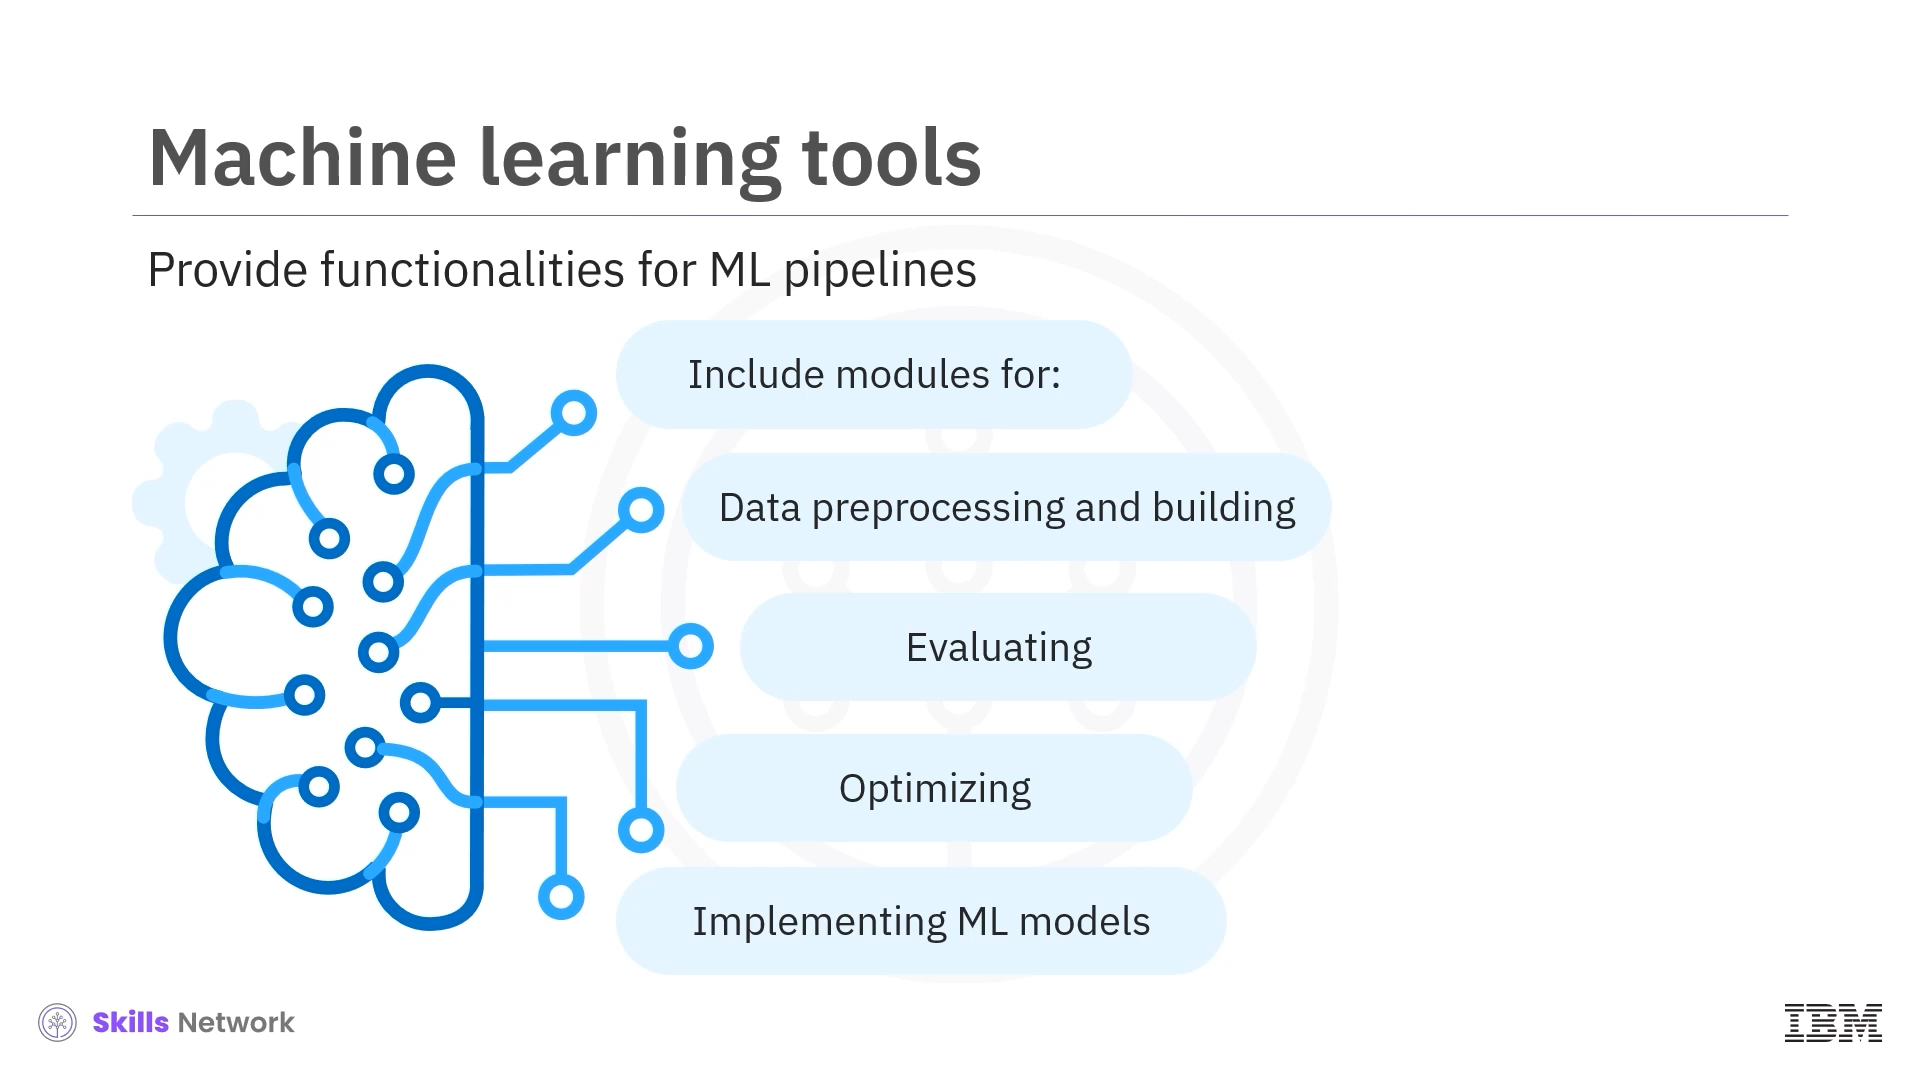 Machine learning tools
Provide functionalities for ML pipelines
Include modules for:
Data preprocessing and building
Evaluating
Optimizing
Implementing ML models
Skills Network
IBM